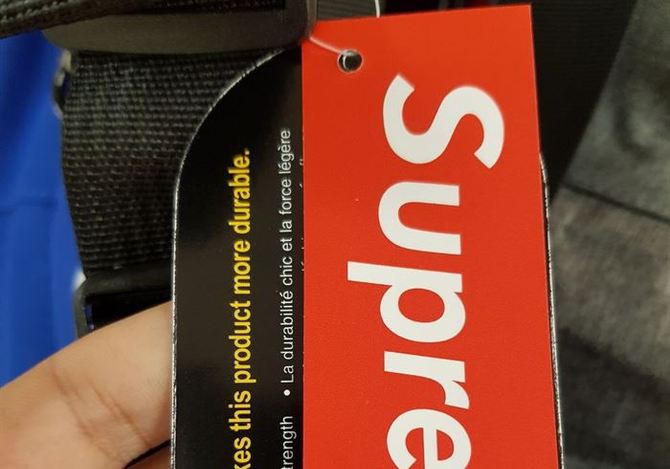 Supre
kes this product more durable.
trength • La durabilité chic et la force légère